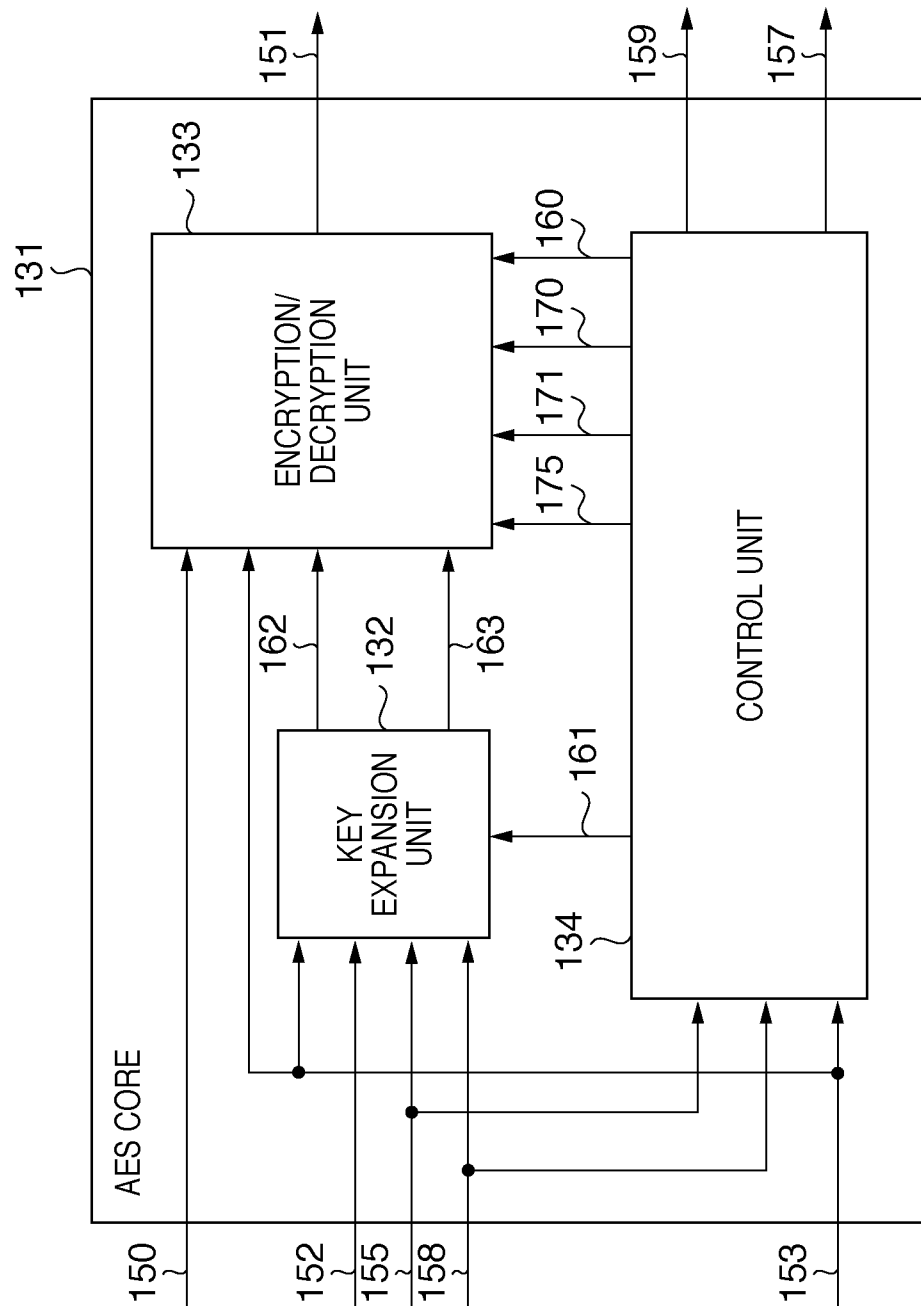 131
AES CORE
133
ENCRYPTION/
DECRYPTION
UNIT
151
150
162
132
163
KEY
EXPANSION
UNIT
152
155
158
175
171
170
160
161
134
CONTROL UNIT
159
157
153